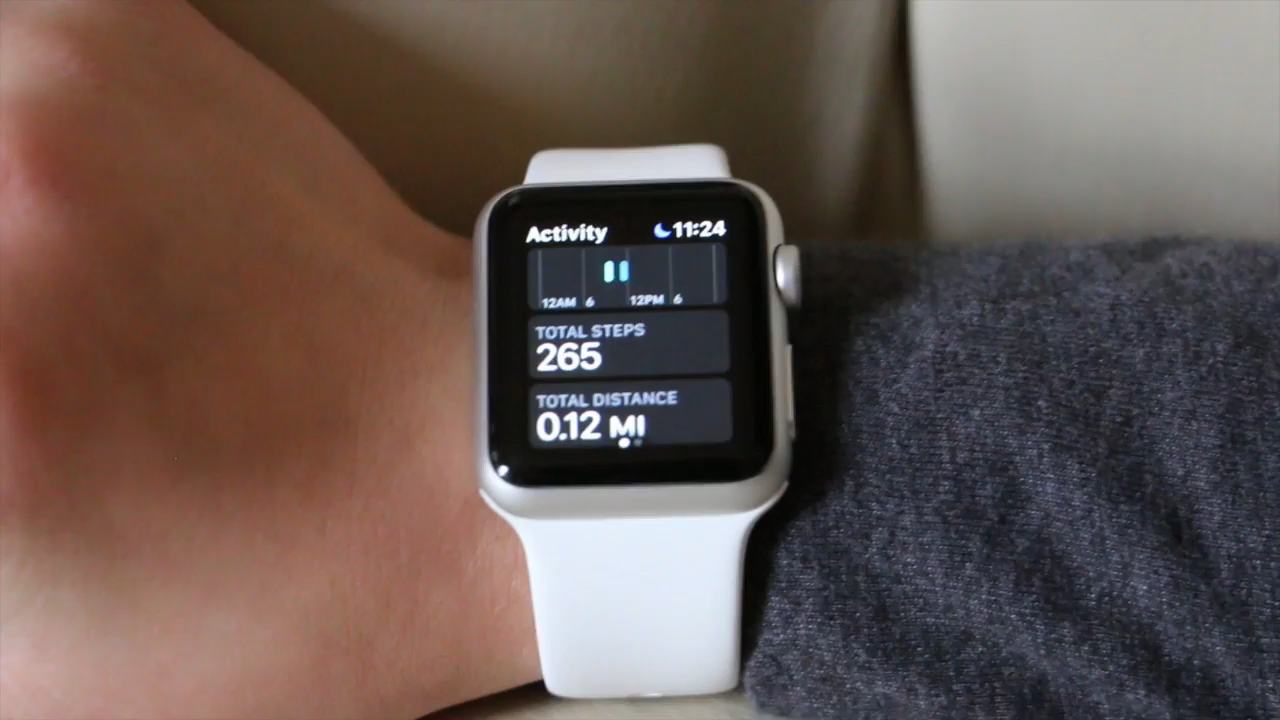 Activity 11:24
12AM 6 12PM 6
TOTAL STEPS
265
TOTAL DISTANCE
0.12 MI